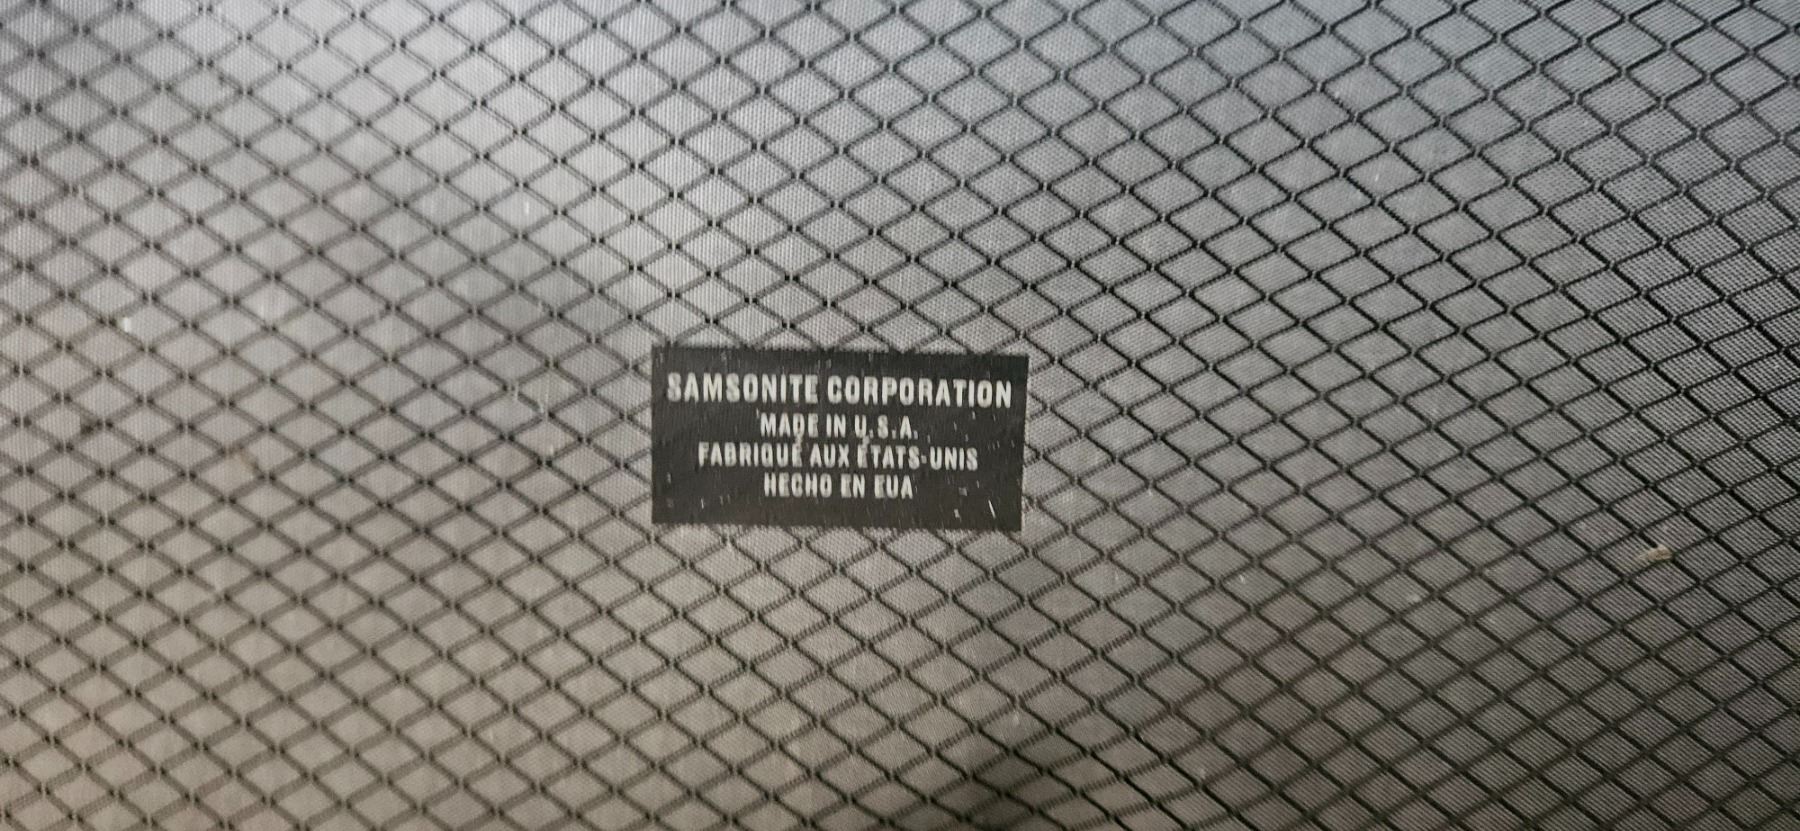 SAMSONITE CORPORATION
MADE IN U.S.A.
FABRIQUÉ AUX ÉTATS-UNIS
HECHO EN EUA